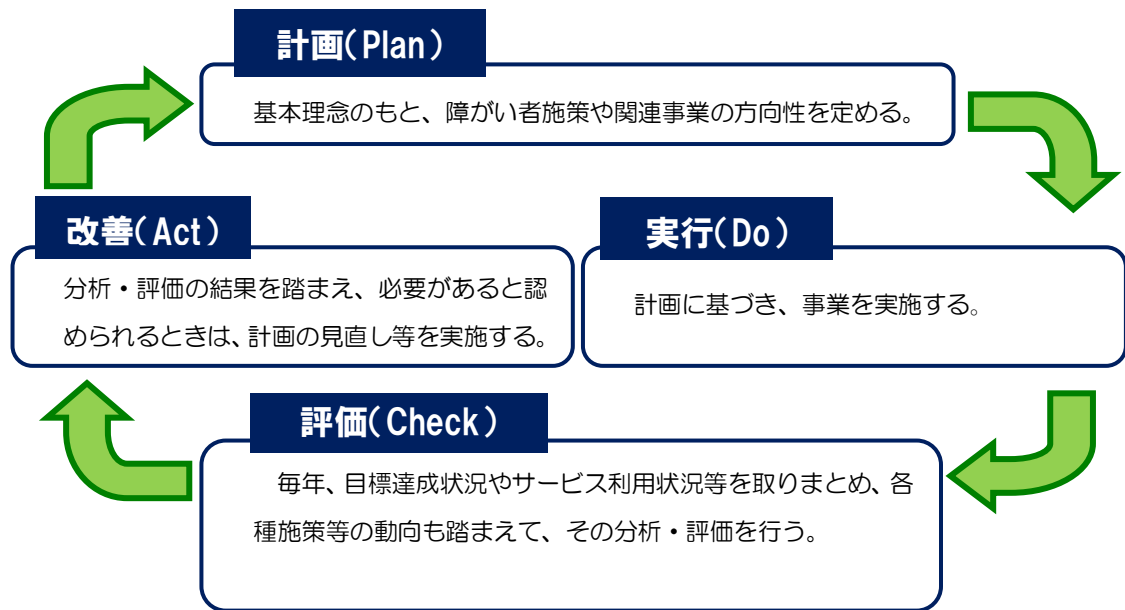 計画(Plan)
基本理念のもと、障がい者施策や関連事業の方向性を定める。
改善(Act)
分析・評価の結果を踏まえ、必要があると認
められるときは、計画の見直し等を実施する。
実行(Do)
計画に基づき、事業を実施する。
評価(Check)
毎年、目標達成状況やサービス利用状況等を取りまとめ、各
種施策等の動向も踏まえて、その分析・評価を行う。